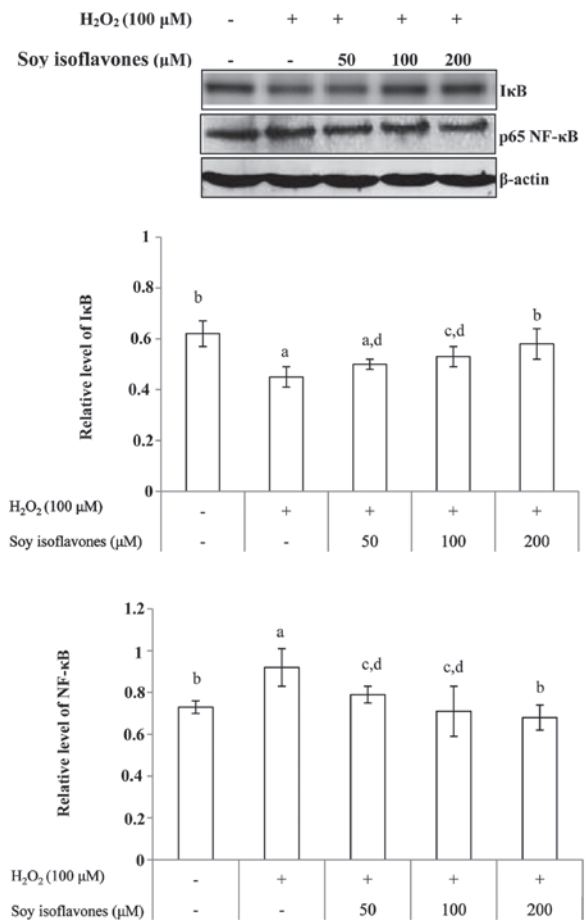 H₂O₂ (100 μM) - + + + +
Soy isoflavones (μM) - - 50 100 200
IκB
p65 NF-κB
β-actin
Relative level of IκB
1
0.8
0.6
0.4
0.2
0
b a a,d c,d b
H₂O₂ (100 μM) - + + + +
Soy isoflavones (μM) - - 50 100 200
Relative level of NF-κB
1.2
1
0.8
0.6
0.4
0.2
0
b a c,d c,d b
H₂O₂ (100 μM) - + + + +
Soy isoflavones (μM) - - 50 100 200